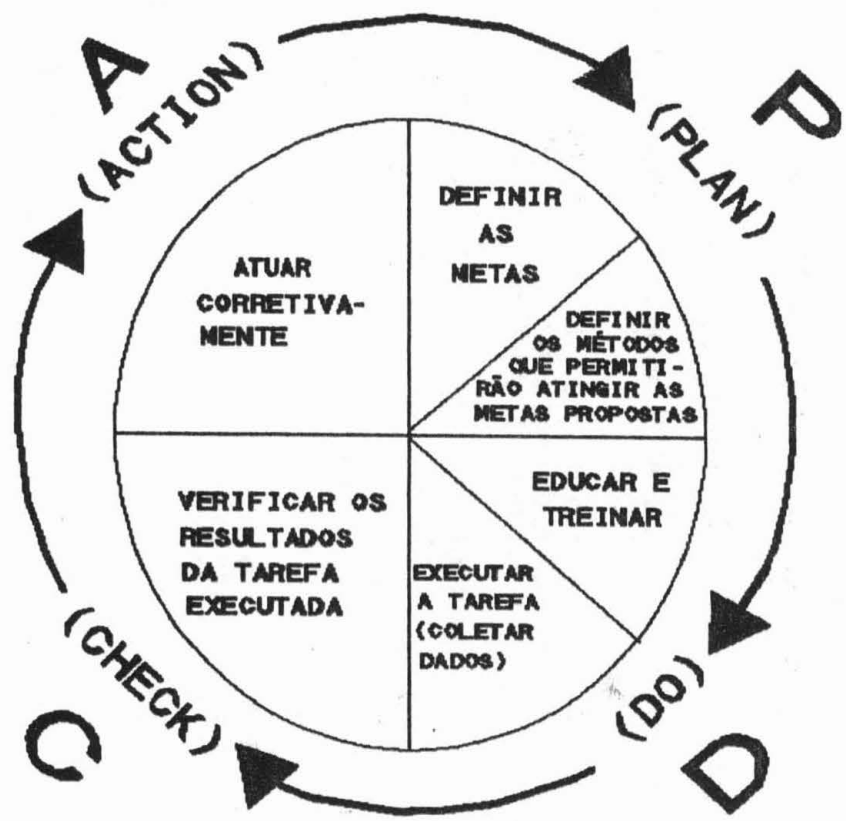 A
(ACTION)
P
(PLAN)
DEFINIR
AS
METAS
DEFINIR
OS MÉTODOS
QUE PERMITI-
RÃO ATINGIR AS
METAS PROPOSTAS
EDUCAR E
TREINAR
EXECUTAR
A TAREFA
(COLETAR
DADOS)
D
(DO)
VERIFICAR OS
RESULTADOS
DA TAREFA
EXECUTADA
C
(CHECK)
ATUAR
CORRETIVA-
MENTE